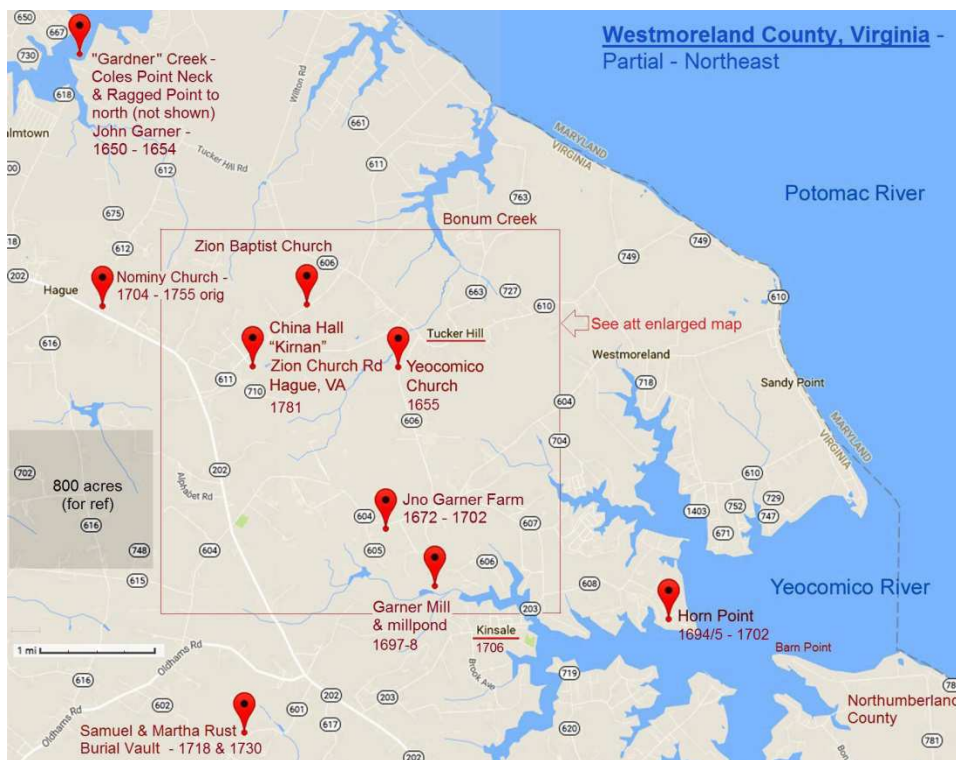 Westmoreland County, Virginia -
Partial - Northeast
650
667
730
618
"Gardner" Creek -
Coles Point Neck
& Ragged Point to
north (not shown)
John Garner -
1650 - 1654
almtown
00
Wilton Rd
661
Tucker Hill Rd
611
612
763
MARYLAND
VIRGINIA
Potomac River
675
612
618
Bonum Creek
749
749
Zion Baptist Church
606
202
Hague
Nominy Church -
1704 - 1755 orig
663
727
610
610
616
China Hall
"Kirnan"
Zion Church Rd
Hague, VA
1781
611
710
Tucker Hill
See att enlarged map
Yeocomico
Church
1655
606
Westmoreland
718
Sandy Point
604
704
MARYLAND
VIRGINIA
702
800 acres
(for ref)
616
748
615
Alphabet Rd
202
604
Jno Garner Farm
1672 - 1702
604
605
607
606
610
729
752
747
1403
671
608
Garner Mill
& millpond
1697-8
203
Kinsale
1706
Brook Ave
Yeocomico River
Horn Point
1694/5 - 1702
Barn Point
1 mi
Oldhams Rd
Oldhams Rd
616
602
601
202
203
617
719
620
Samuel & Martha Rust
Burial Vault - 1718 & 1730
Northumberland
County
781